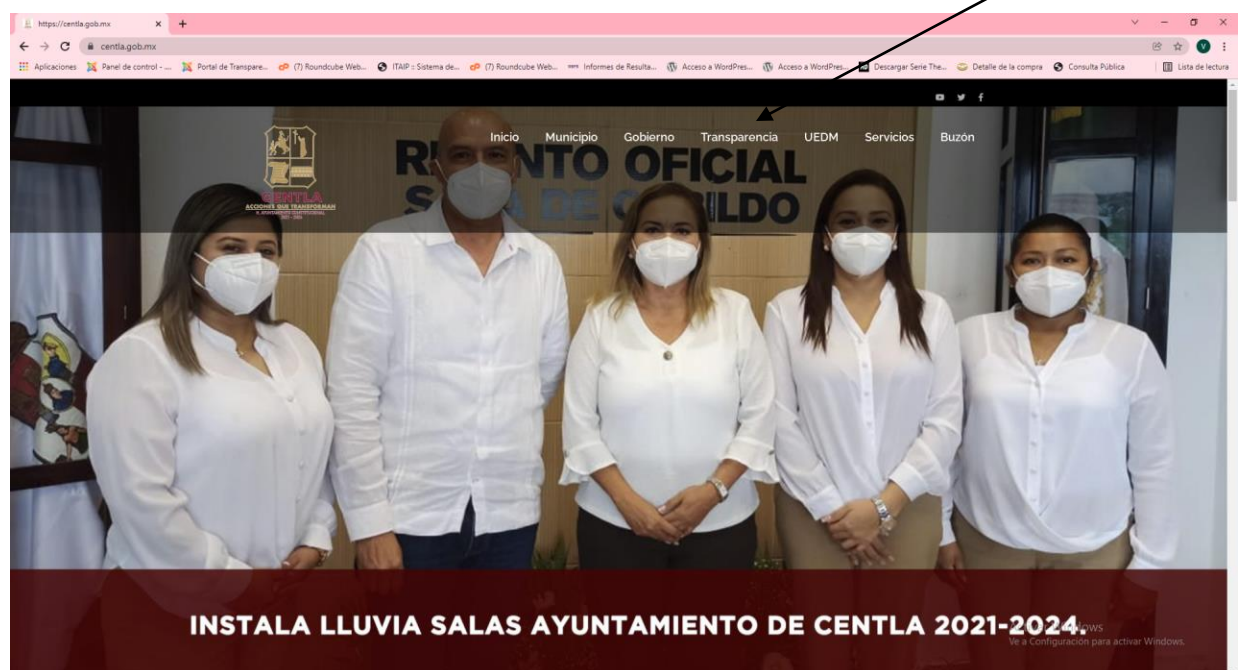 https://centla.gob.mx
centla.gob.mx
Aplicaciones Panel de control - ... Portal de Transpare... (7) Roundcube Web... ITAIP :: Sistema de... (7) Roundcube Web... Informes de Resulta... Acceso a WordPres... Acceso a WordPres... Descargar Serie The... Detalle de la compra Consulta Pública Lista de lectura
Inicio Municipio Gobierno Transparencia UEDM Servicios Buzón
OFICIAL
CENTLA
ACCIONES QUE TRANSFORMAN
INSTALA LLUVIA SALAS AYUNTAMIENTO DE CENTLA 2021-2024.
Ve a Configuración para activar Windows.